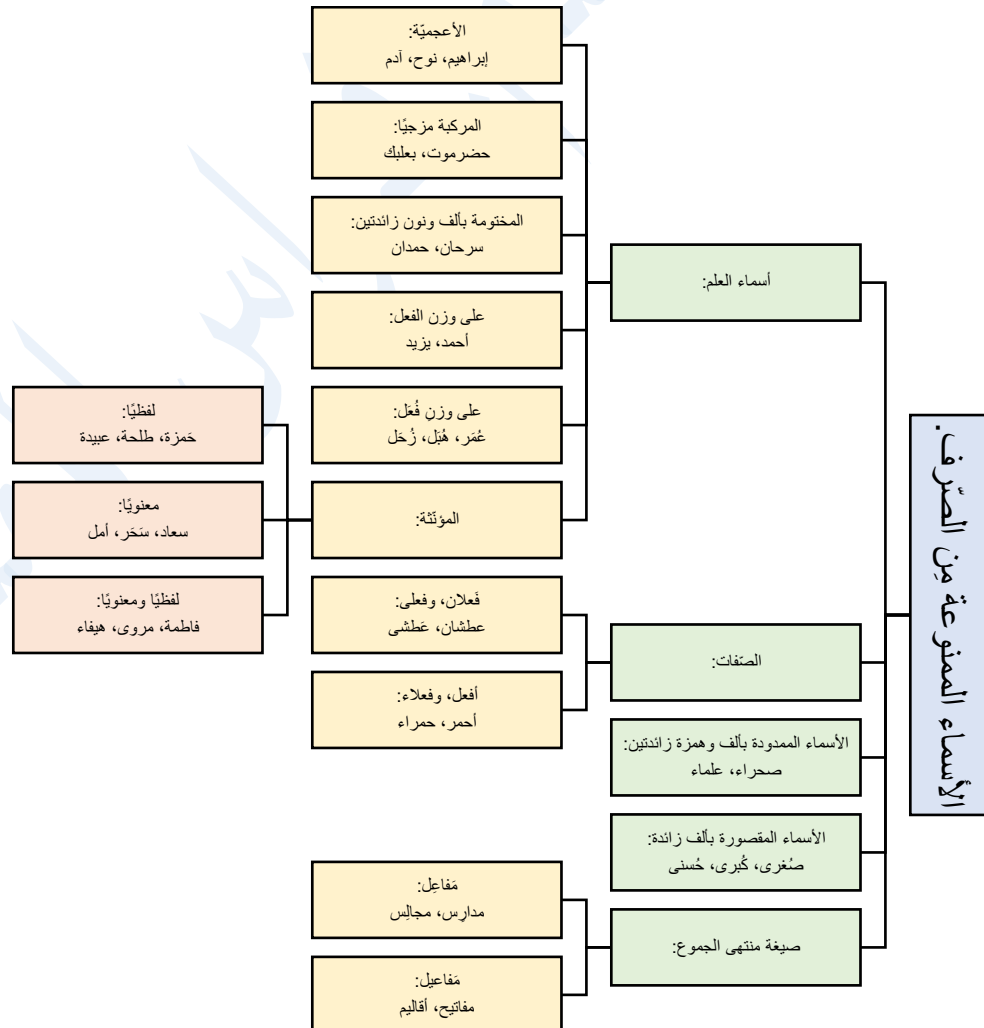 الأسماء الممنوعة مِن الصّرف.
أسماء العلم:
الأعجميّة:
إبراهيم، نوح، آدم
المركبة مزجيًا:
حضرموت، بعلبك
المختومة بألف ونون زائدتين:
سرحان، حمدان
على وزن الفعل:
أحمد، يزيد
على وزنِ فُعَل:
عُمَر، هُبَل، زُحَل
المؤنّثة:
لفظيًا:
حَمزة، طلحة، عبيدة
معنويًا:
سعاد، سَحَر، أمل
لفظيًا ومعنويًا:
فاطمة، مروى، هيفاء
الصّفات:
فَعلان، وفعلى:
عطشان، عَطشى
أفعل، وفعلاء:
أحمر، حمراء
الأسماء الممدودة بألف وهمزة زائدتين:
صحراء، علماء
الأسماء المقصورة بألف زائدة:
صُغرى، كُبرى، حُسنى
صيغة منتهى الجموع:
مَفاعِل:
مدارِس، مجالِس
مَفاعيل:
مفاتيح، أقاليم